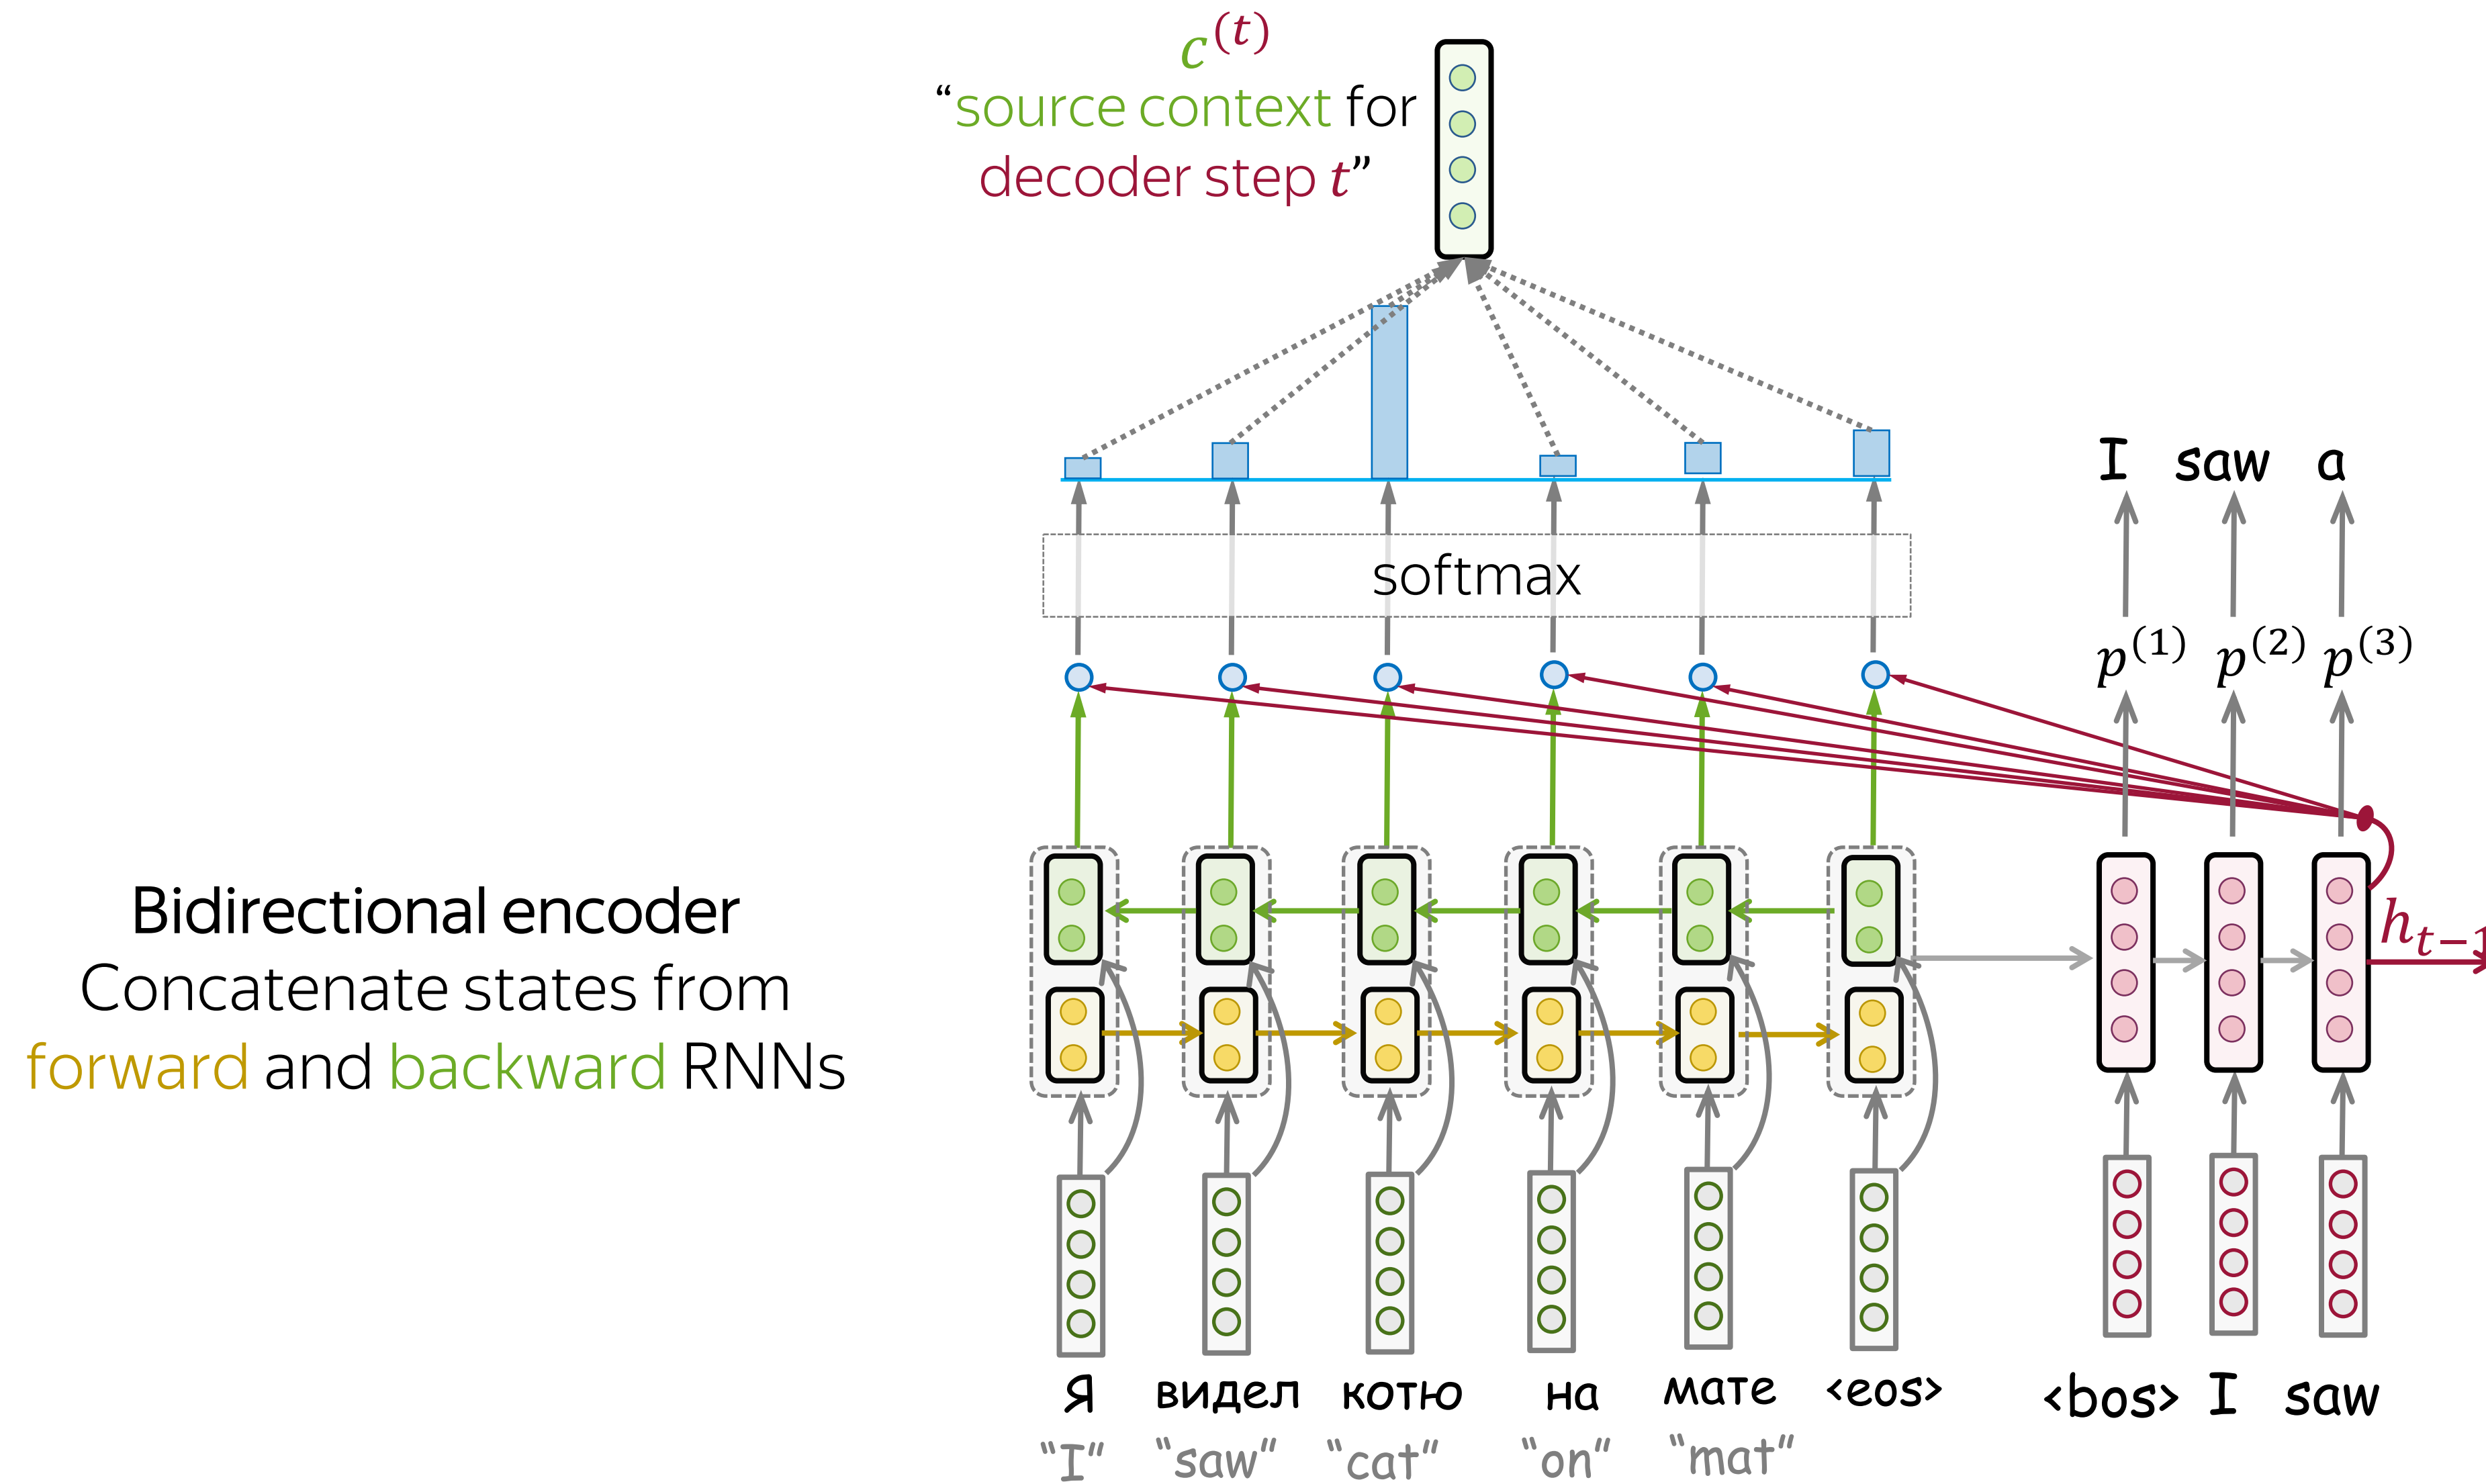 c^(t)
“source context for
decoder step t”
I saw a
softmax
p^(1) p^(2) p^(3)
Bidirectional encoder
Concatenate states from
forward and backward RNNs
h_t−1
Я видел котю на мате <eos> <bos> I saw
“I” “saw” “cat” “on” “mat”